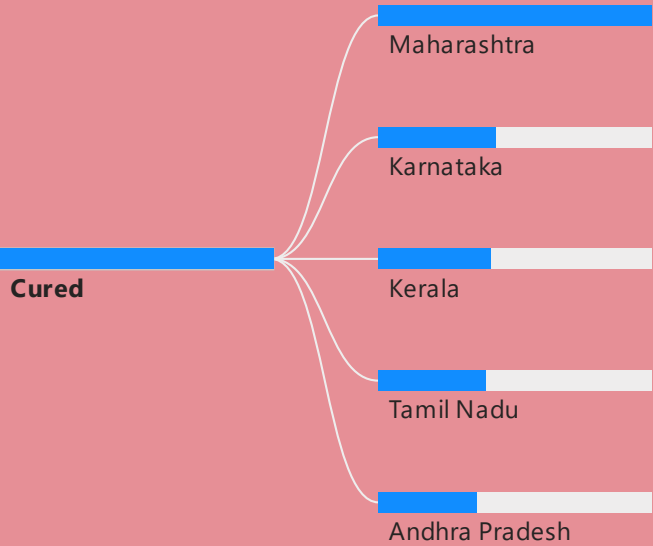 Maharashtra
Karnataka
Cured
Kerala
Tamil Nadu
Andhra Pradesh